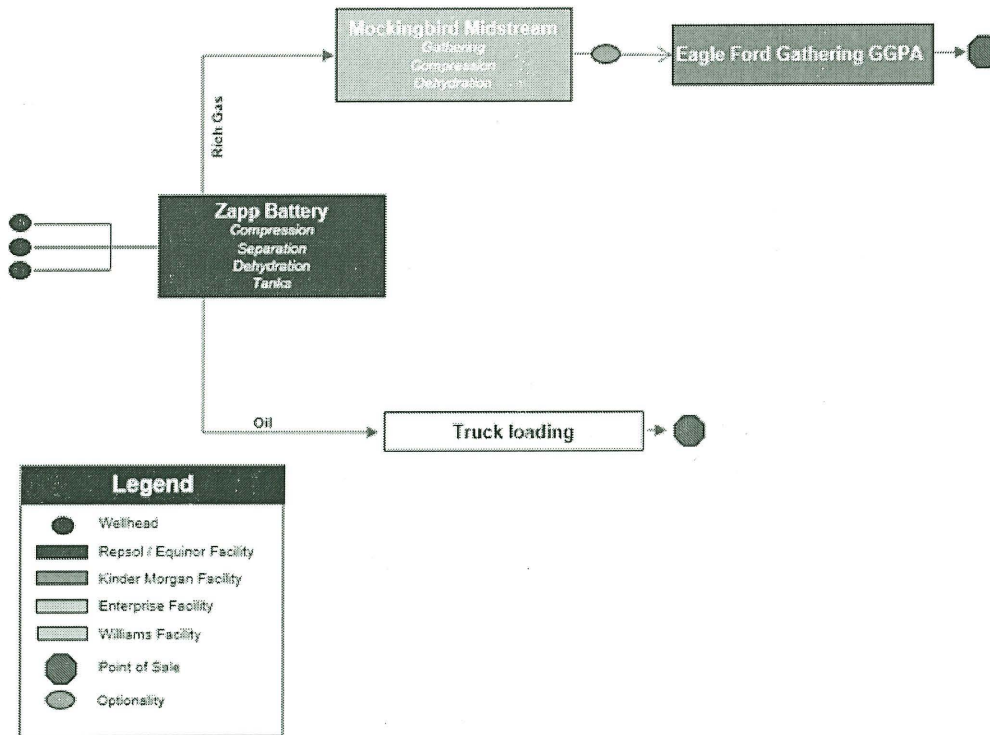 Mockingbird Midstream
Gathering
Compression
Dehydration
Eagle Ford Gathering GGPA
Rich Gas
Zapp Battery
Compression
Separation
Dehydration
Tanks
Oil
Truck loading
Legend
Wellhead
Repsol / Equinor Facility
Kinder Morgan Facility
Enterprise Facility
Williams Facility
Point of Sale
Optionality